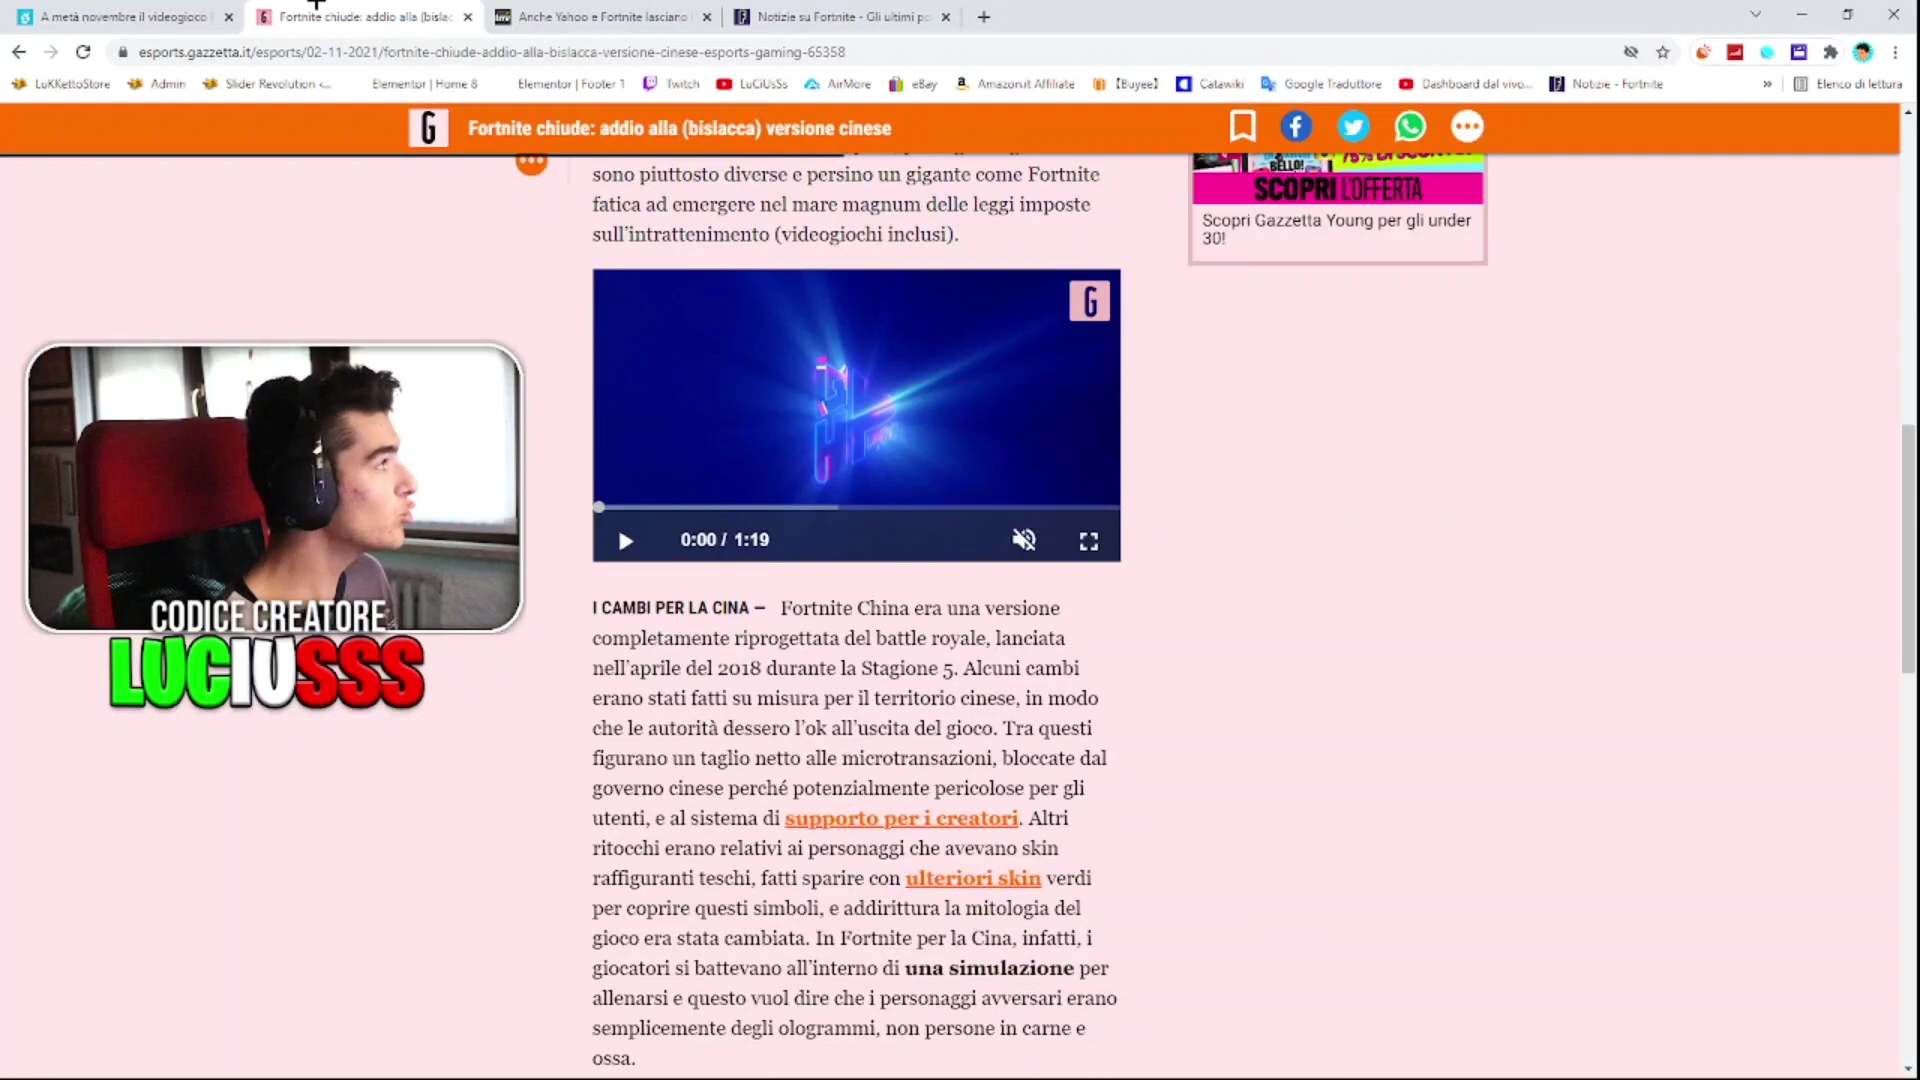 A metà novembre il videogioco
Fortnite chiude: addio alla (bislac
Anche Yahoo e Fortnite lasciano
Notizie su Fortnite - Gli ultimi po
esports.gazzetta.it/esports/02-11-2021/fortnite-chiude-addio-alla-bislacca-versione-cinese-esports-gaming-65358
LuKKettoStore Admin Slider Revolution <... Elementor | Home 8 Elementor | Footer 1 Twitch LuCiUsSs AirMore eBay Amazon.it Affiliate 【Buyee】 Catawiki Google Traduttore Dashboard dal vivo... Notizie - Fortnite » Elenco di lettura
G Fortnite chiude: addio alla (bislacca) versione cinese
sono piuttosto diverse e persino un gigante come Fortnite
fatica ad emergere nel mare magnum delle leggi imposte
sull'intrattenimento (videogiochi inclusi).
BELLO!
75% DI SCONTO
SCOPRI L'OFFERTA
Scopri Gazzetta Young per gli under
30!
G
0:00 / 1:19
CODICE CREATORE
LUCIUSSS
I CAMBI PER LA CINA — Fortnite China era una versione
completamente riprogettata del battle royale, lanciata
nell'aprile del 2018 durante la Stagione 5. Alcuni cambi
erano stati fatti su misura per il territorio cinese, in modo
che le autorità dessero l'ok all'uscita del gioco. Tra questi
figurano un taglio netto alle microtransazioni, bloccate dal
governo cinese perché potenzialmente pericolose per gli
utenti, e al sistema di supporto per i creatori. Altri
ritocchi erano relativi ai personaggi che avevano skin
raffiguranti teschi, fatti sparire con ulteriori skin verdi
per coprire questi simboli, e addirittura la mitologia del
gioco era stata cambiata. In Fortnite per la Cina, infatti, i
giocatori si battevano all'interno di una simulazione per
allenarsi e questo vuol dire che i personaggi avversari erano
semplicemente degli ologrammi, non persone in carne e
ossa.